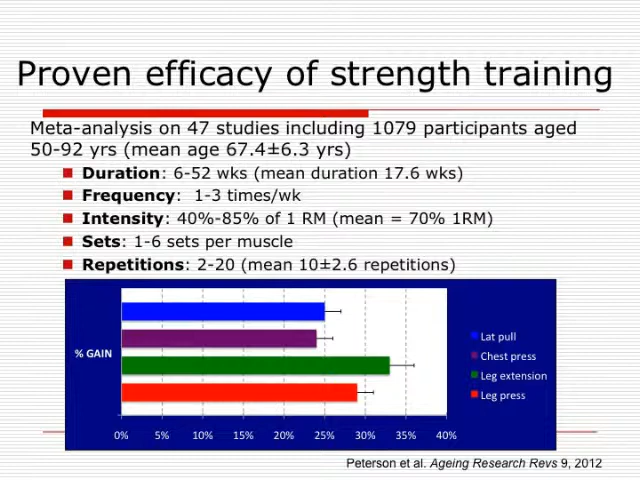 Proven efficacy of strength training
Meta-analysis on 47 studies including 1079 participants aged
50-92 yrs (mean age 67.4±6.3 yrs)
Duration: 6-52 wks (mean duration 17.6 wks)
Frequency:  1-3 times/wk
Intensity: 40%-85% of 1 RM (mean = 70% 1RM)
Sets: 1-6 sets per muscle
Repetitions: 2-20 (mean 10±2.6 repetitions)
% GAIN
Lat pull
Chest press
Leg extension
Leg press
0% 5% 10% 15% 20% 25% 30% 35% 40%
Peterson et al. Ageing Research Revs 9, 2012